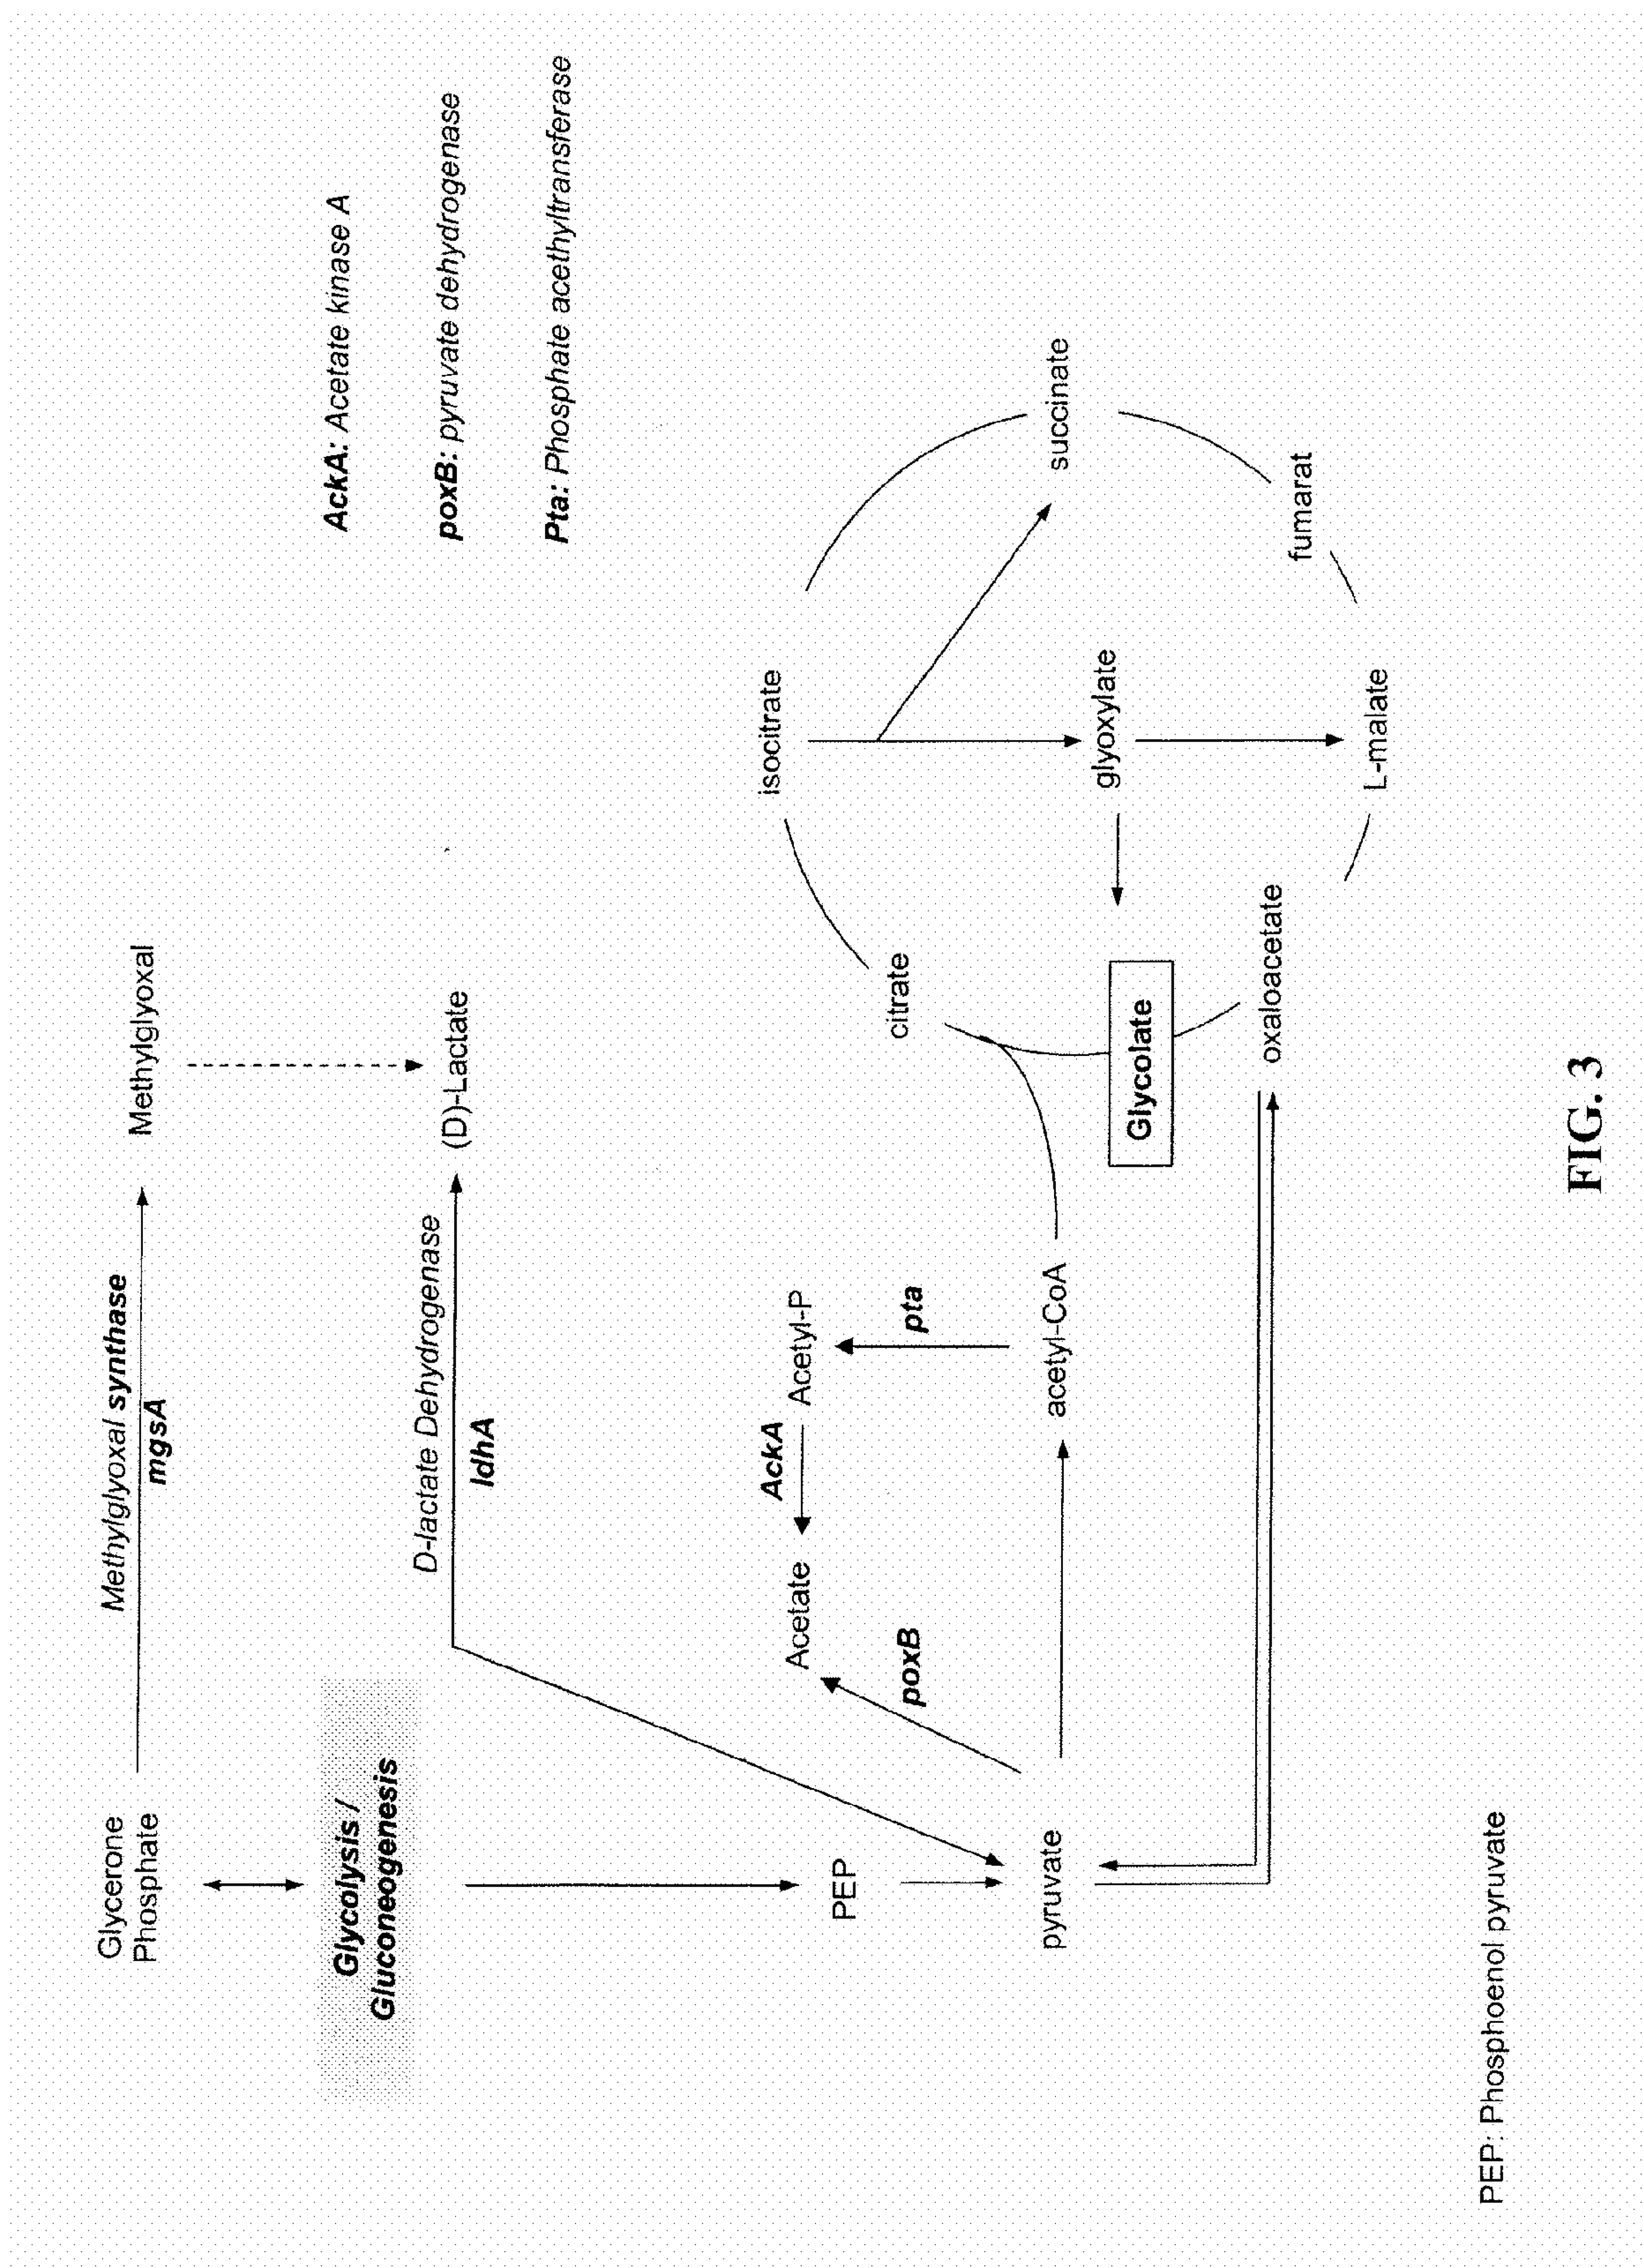 Glycerone
Phosphate
Methylglyoxal synthase
mgsA
Methylglyoxal
Glycolysis /
Gluconeogenesis
D-lactate Dehydrogenase
ldhA
(D)-Lactate
AckA: Acetate kinase A
poxB: pyruvate dehydrogenase
Pta: Phosphate acethyltransferase
PEP
Acetate
AckA
Acetyl-P
poxB
pta
pyruvate
acetyl-CoA
citrate
isocitrate
succinate
glyoxylate
Glycolate
fumarat
oxaloacetate
L-malate
PEP: Phosphoenol pyruvate
FIG. 3